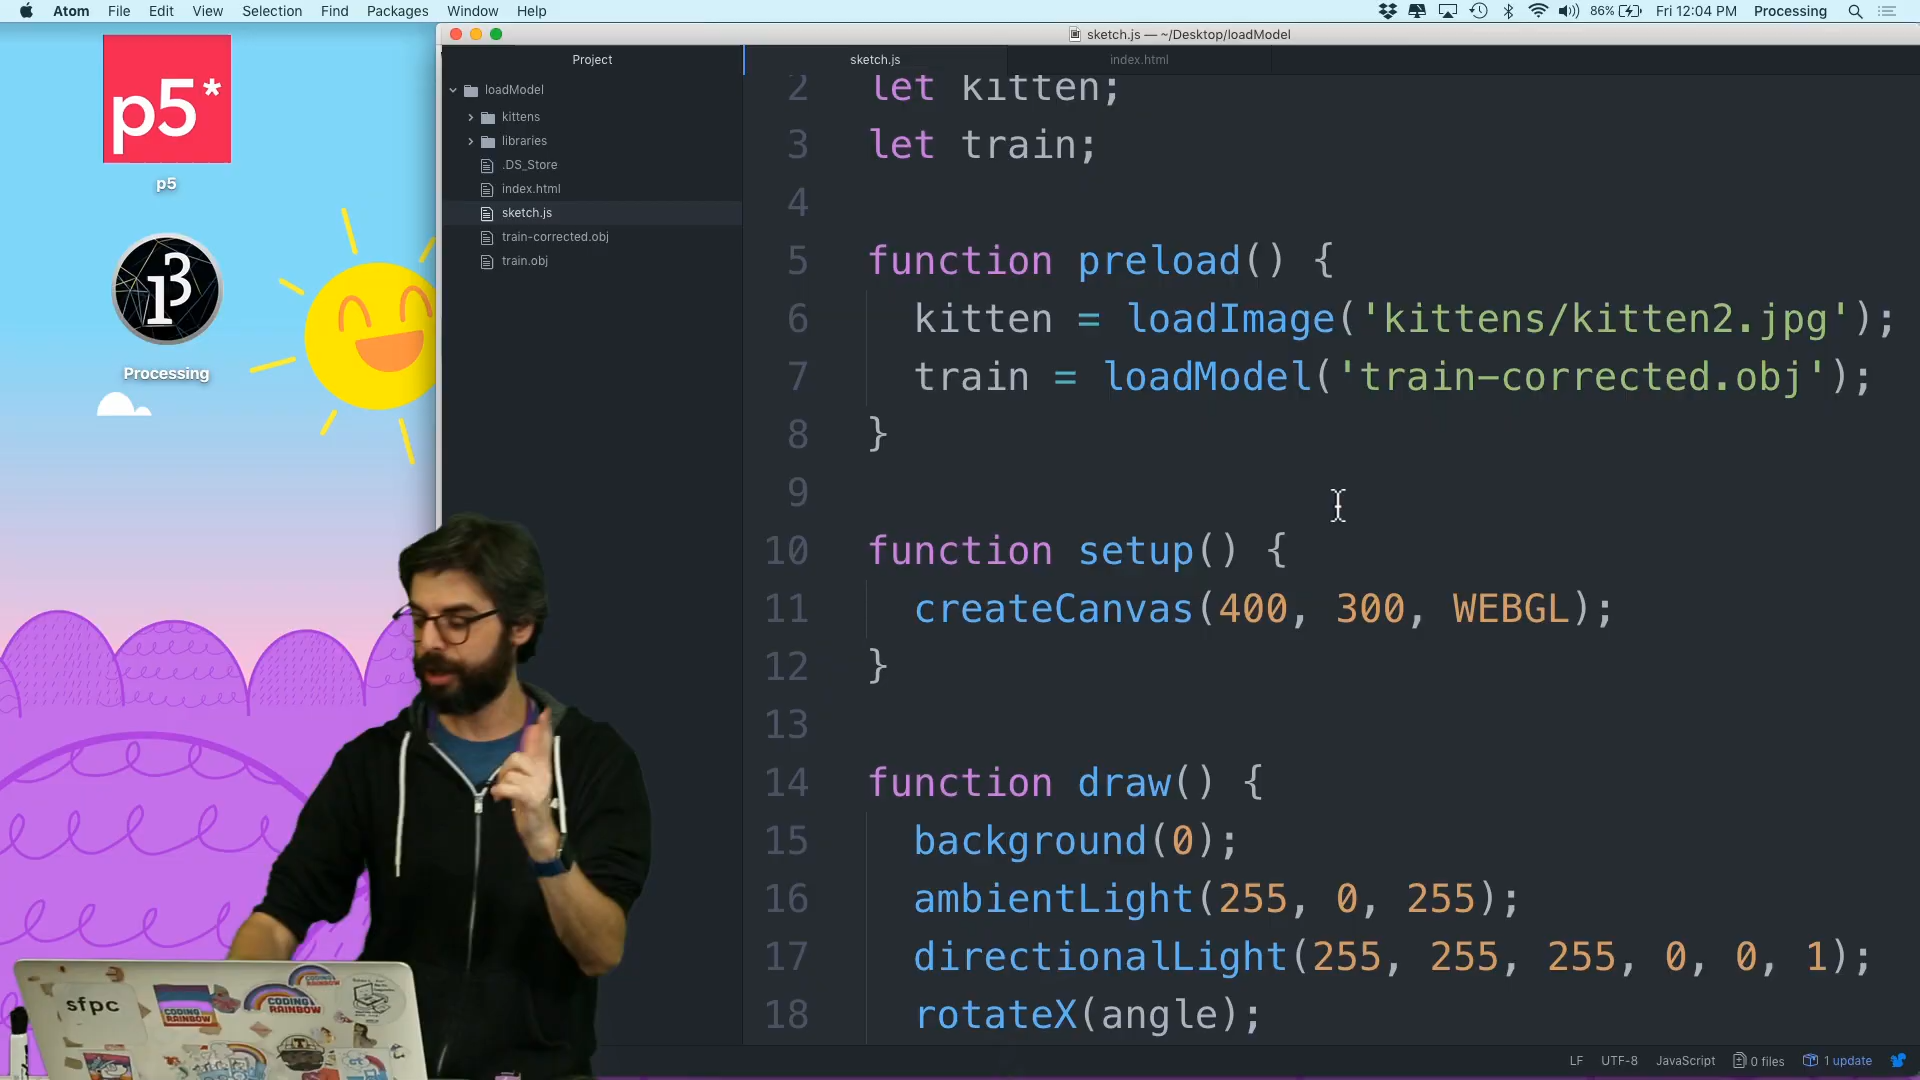 Atom File Edit View Selection Find Packages Window Help
86% Fri 12:04 PM Processing
sketch.js — ~/Desktop/loadModel
Project
sketch.js
index.html
loadModel
kittens
libraries
.DS_Store
index.html
sketch.js
train-corrected.obj
train.obj
p5*
p5
Processing
2 let kitten;
3 let train;
4
5 function preload() {
6 kitten = loadImage('kittens/kitten2.jpg');
7 train = loadModel('train-corrected.obj');
8 }
9
10 function setup() {
11 createCanvas(400, 300, WEBGL);
12 }
13
14 function draw() {
15 background(0);
16 ambientLight(255, 0, 255);
17 directionalLight(255, 255, 255, 0, 0, 1);
18 rotateX(angle);
sfpc
CODING
RAINBOW
CODING
RAINBOW
LF UTF-8 JavaScript 0 files 1 update